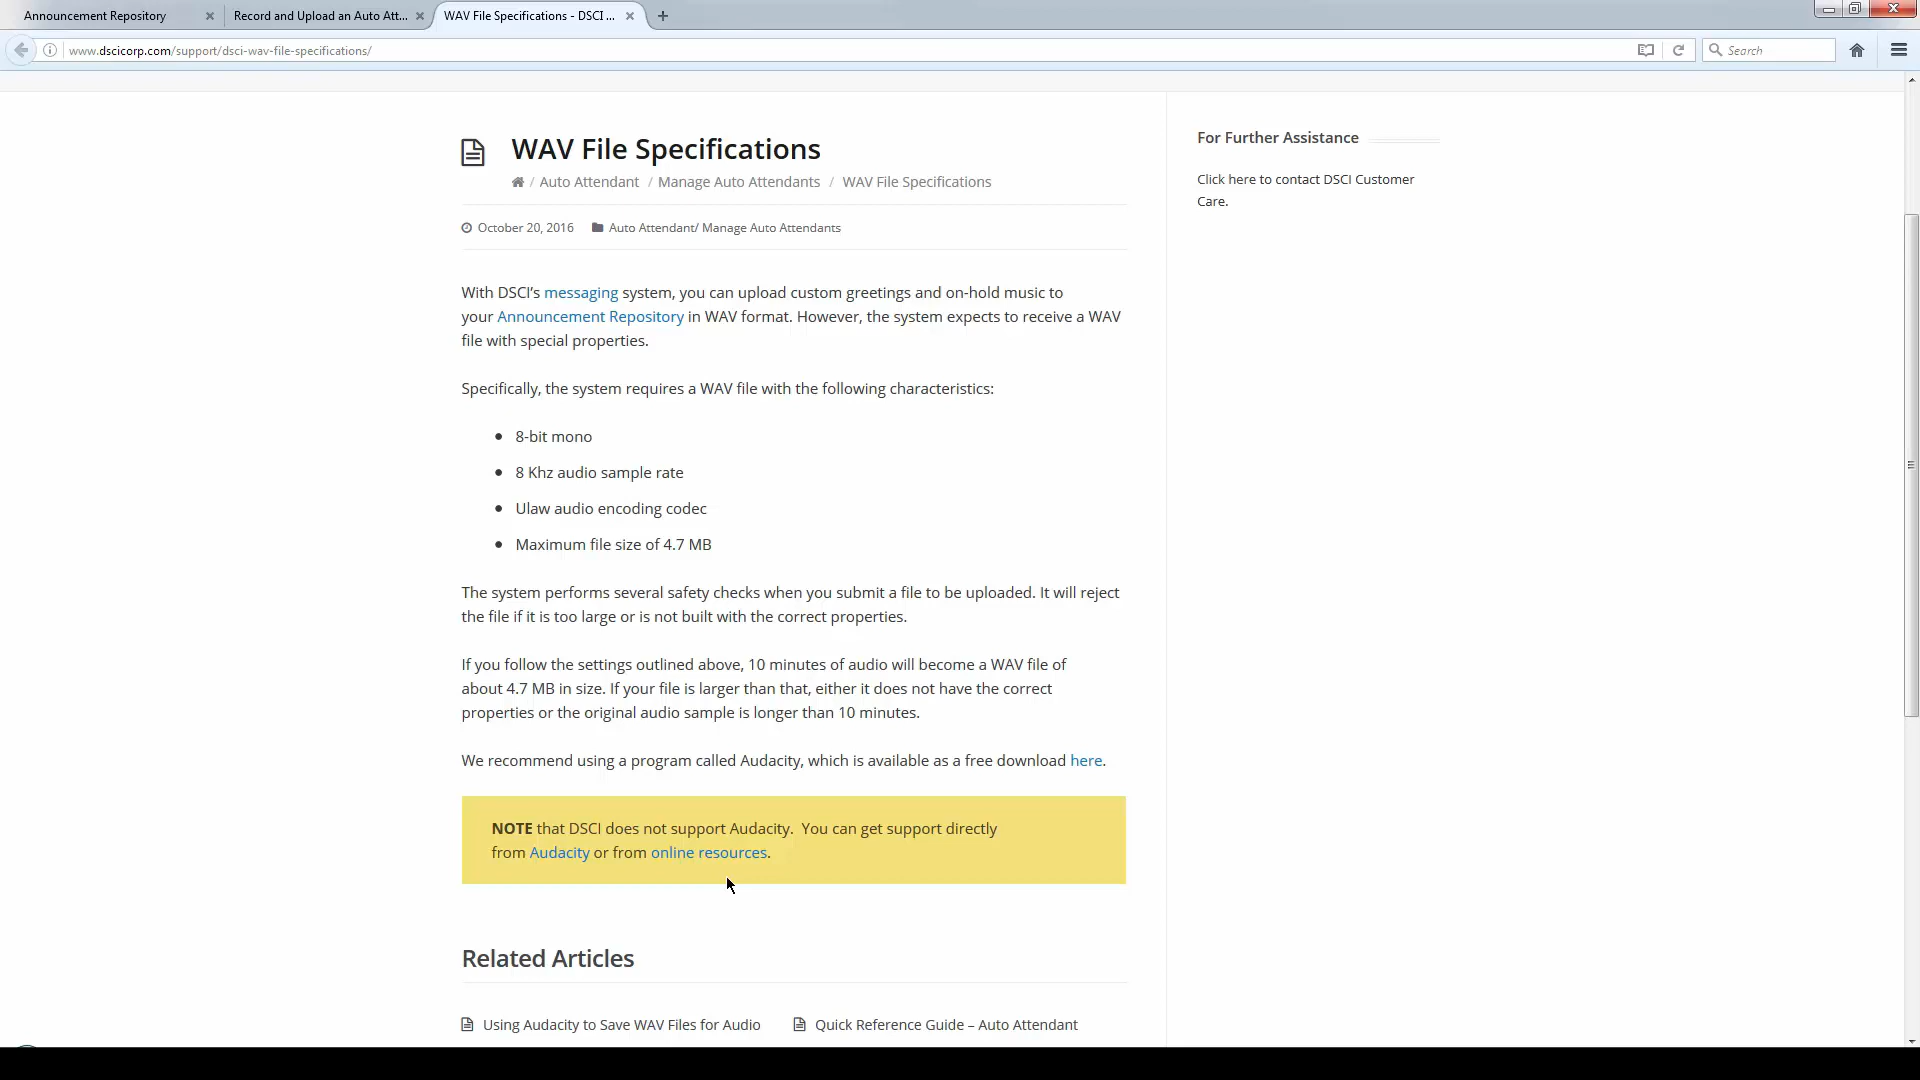 Announcement Repository
Record and Upload an Auto Att...
WAV File Specifications - DSCI ...
www.dscicorp.com/support/dsci-wav-file-specifications/
Search
WAV File Specifications
/ Auto Attendant / Manage Auto Attendants / WAV File Specifications
October 20, 2016 Auto Attendant/ Manage Auto Attendants
With DSCI's messaging system, you can upload custom greetings and on-hold music to
your Announcement Repository in WAV format. However, the system expects to receive a WAV
file with special properties.
Specifically, the system requires a WAV file with the following characteristics:
• 8-bit mono
• 8 Khz audio sample rate
• Ulaw audio encoding codec
• Maximum file size of 4.7 MB
The system performs several safety checks when you submit a file to be uploaded. It will reject
the file if it is too large or is not built with the correct properties.
If you follow the settings outlined above, 10 minutes of audio will become a WAV file of
about 4.7 MB in size. If your file is larger than that, either it does not have the correct
properties or the original audio sample is longer than 10 minutes.
We recommend using a program called Audacity, which is available as a free download here.
NOTE that DSCI does not support Audacity.  You can get support directly
from Audacity or from online resources.
Related Articles
Using Audacity to Save WAV Files for Audio
Quick Reference Guide – Auto Attendant
For Further Assistance
Click here to contact DSCI Customer
Care.